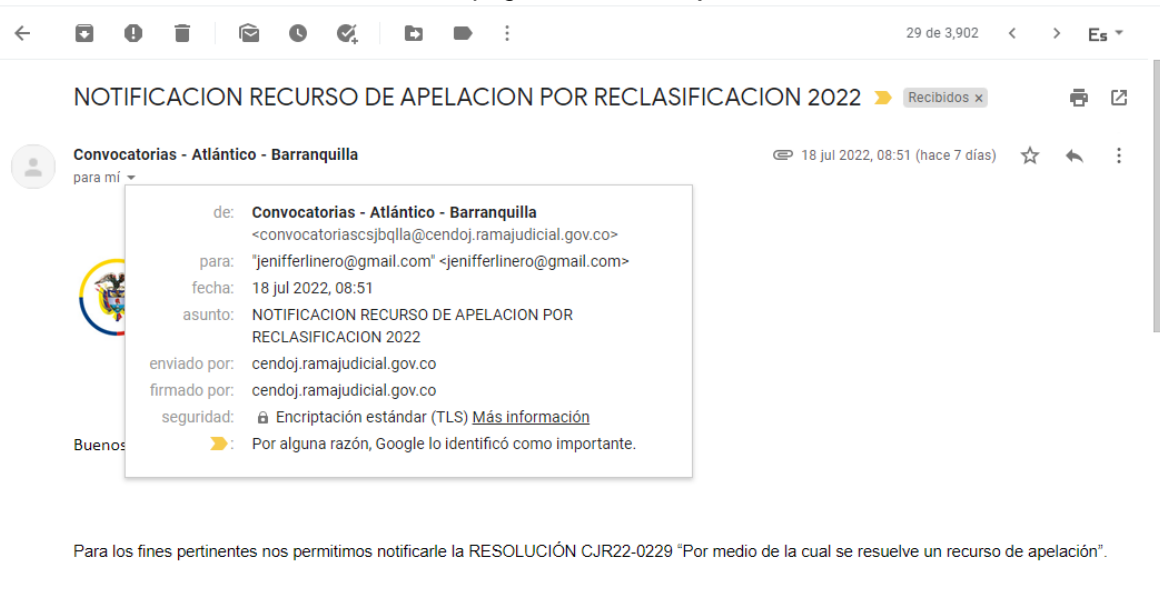 29 de 3,902
Es
NOTIFICACION RECURSO DE APELACION POR RECLASIFICACION 2022 Recibidos x
Convocatorias - Atlántico - Barranquilla 18 jul 2022, 08:51 (hace 7 días)
para mí
de: Convocatorias - Atlántico - Barranquilla
<convocatoriascsjbqlla@cendoj.ramajudicial.gov.co>
para: "jenifferlinero@gmail.com" <jenifferlinero@gmail.com>
fecha: 18 jul 2022, 08:51
asunto: NOTIFICACION RECURSO DE APELACION POR
RECLASIFICACION 2022
enviado por: cendoj.ramajudicial.gov.co
firmado por: cendoj.ramajudicial.gov.co
seguridad: Encriptación estándar (TLS) Más información
: Por alguna razón, Google lo identificó como importante.
Buenos
Para los fines pertinentes nos permitimos notificarle la RESOLUCIÓN CJR22-0229 “Por medio de la cual se resuelve un recurso de apelación”.